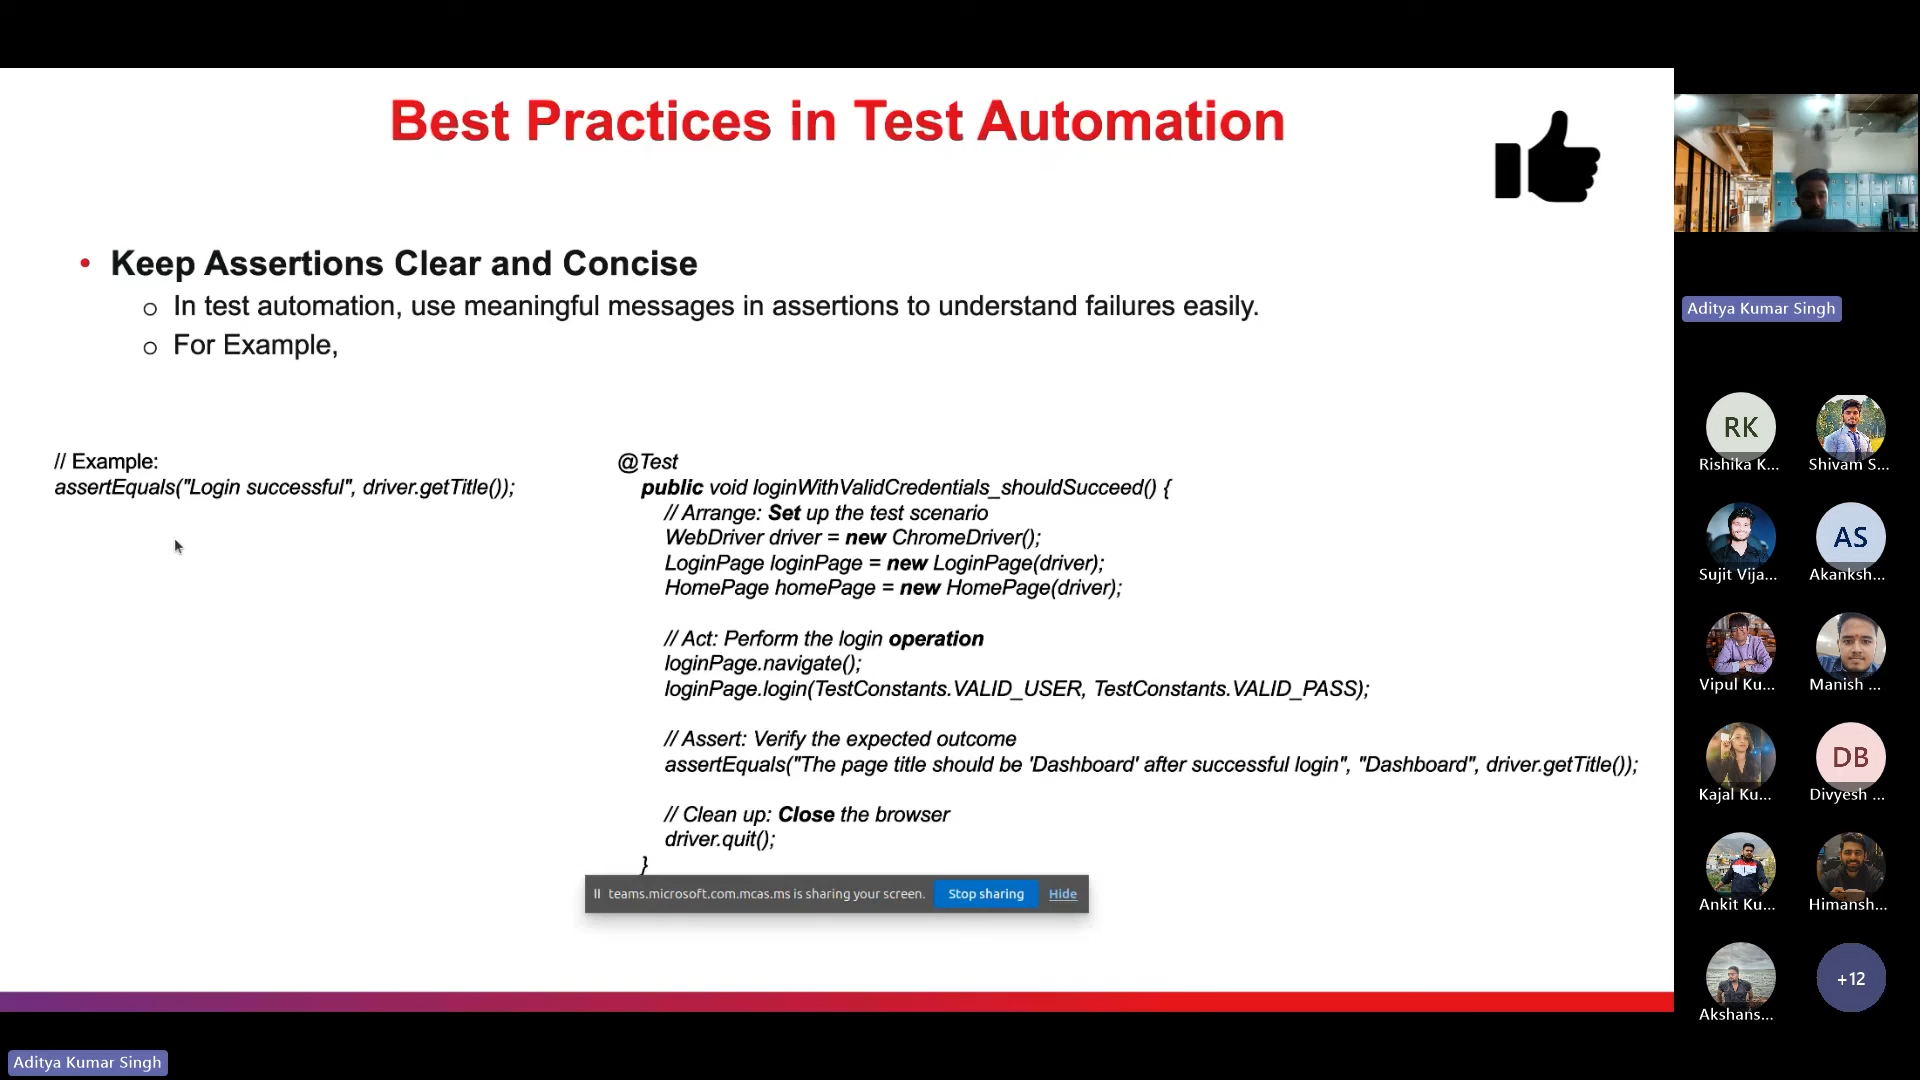 Best Practices in Test Automation
• Keep Assertions Clear and Concise
o In test automation, use meaningful messages in assertions to understand failures easily.
o For Example,
// Example:
assertEquals("Login successful", driver.getTitle());
@Test
public void loginWithValidCredentials_shouldSucceed() {
// Arrange: Set up the test scenario
WebDriver driver = new ChromeDriver();
LoginPage loginPage = new LoginPage(driver);
HomePage homePage = new HomePage(driver);
// Act: Perform the login operation
loginPage.navigate();
loginPage.login(TestConstants.VALID_USER, TestConstants.VALID_PASS);
// Assert: Verify the expected outcome
assertEquals("The page title should be 'Dashboard' after successful login", "Dashboard", driver.getTitle());
// Clean up: Close the browser
driver.quit();
}
teams.microsoft.com.mcas.ms is sharing your screen. Stop sharing Hide
Aditya Kumar Singh
RK
Rishika K... Shivam S...
AS
Sujit Vija... Akanksh...
Vipul Ku... Manish ...
DB
Kajal Ku... Divyesh ...
Ankit Ku... Himansh...
+12
Akshans...
Aditya Kumar Singh